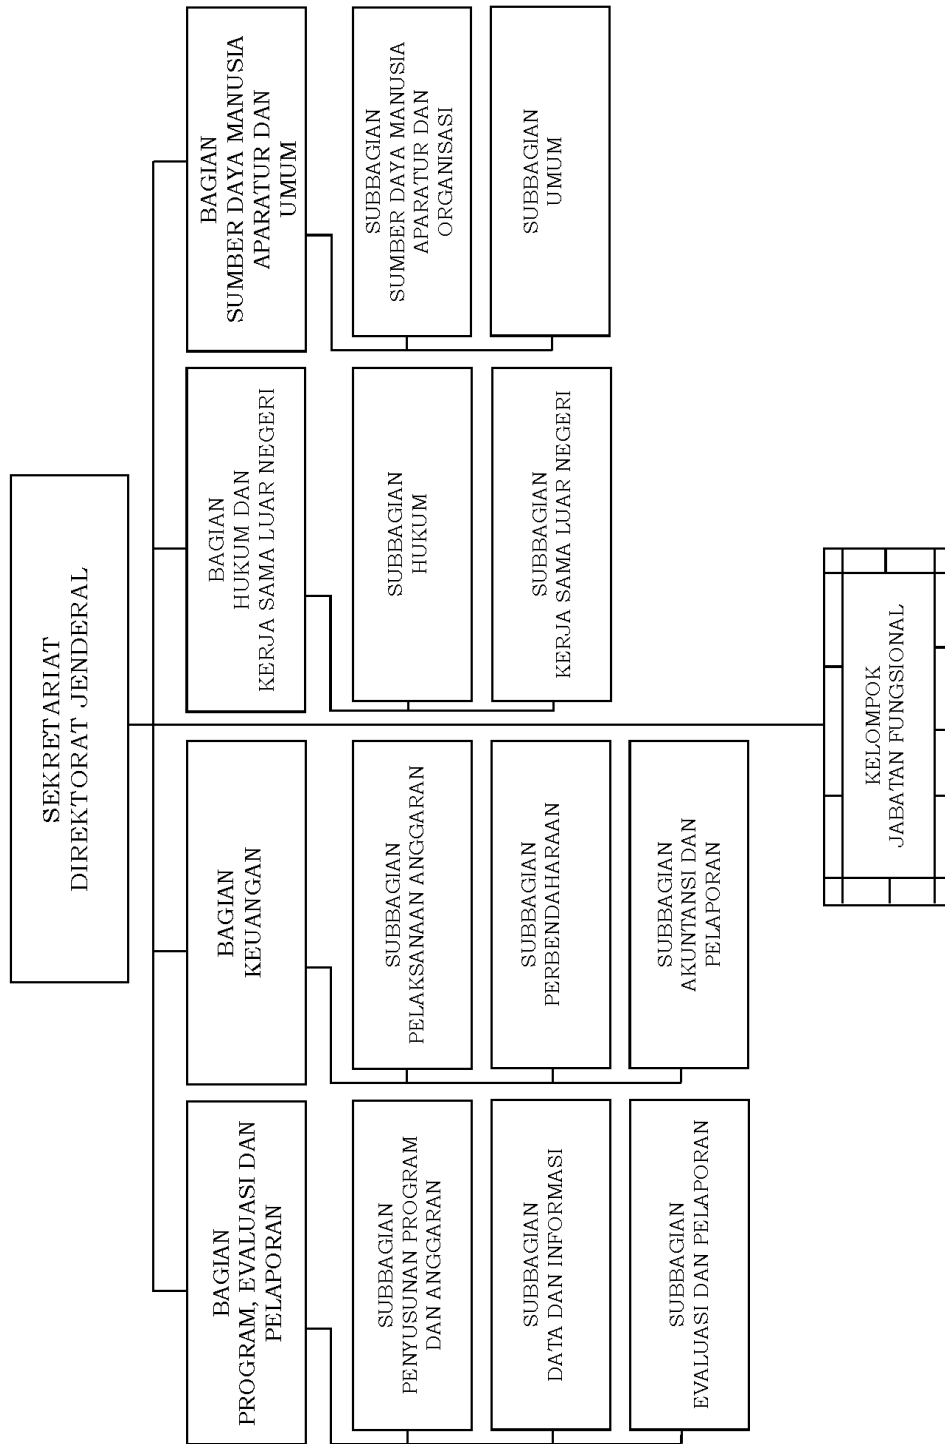 SEKRETARIAT
DIREKTORAT JENDERAL
BAGIAN
PROGRAM, EVALUASI DAN
PELAPORAN
BAGIAN
KEUANGAN
BAGIAN
HUKUM DAN
KERJA SAMA LUAR NEGERI
BAGIAN
SUMBER DAYA MANUSIA
APARATUR DAN
UMUM
SUBBAGIAN
PENYUSUNAN PROGRAM
DAN ANGGARAN
SUBBAGIAN
PELAKSANAAN ANGGARAN
SUBBAGIAN
HUKUM
SUBBAGIAN
SUMBER DAYA MANUSIA
APARATUR DAN
ORGANISASI
SUBBAGIAN
DATA DAN INFORMASI
SUBBAGIAN
PERBENDAHARAAN
SUBBAGIAN
KERJA SAMA LUAR NEGERI
SUBBAGIAN
UMUM
SUBBAGIAN
EVALUASI DAN PELAPORAN
SUBBAGIAN
AKUNTANSI DAN
PELAPORAN
KELOMPOK
JABATAN FUNGSIONAL